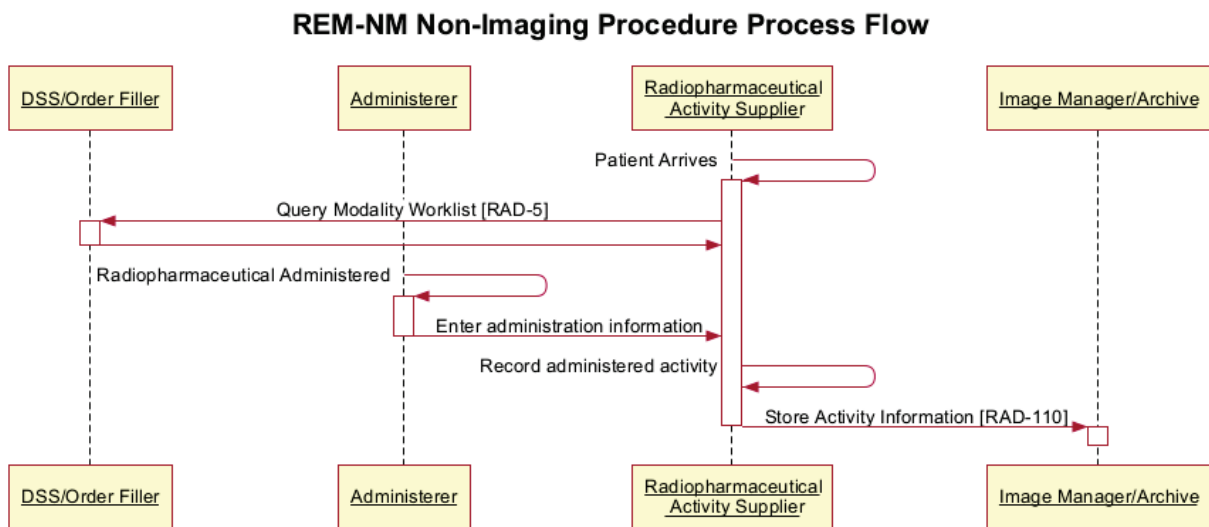 REM-NM Non-Imaging Procedure Process Flow
DSS/Order Filler
Administerer
Radiopharmaceutical
Activity Supplier
Image Manager/Archive
Patient Arrives
Query Modality Worklist [RAD-5]
Radiopharmaceutical Administered
Enter administration information
Record administered activity
Store Activity Information [RAD-110]
DSS/Order Filler
Administerer
Radiopharmaceutical
Activity Supplier
Image Manager/Archive